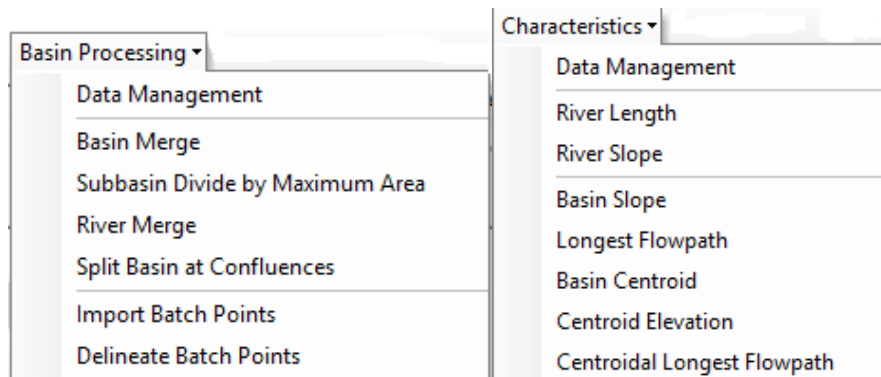 Basin Processing
Data Management
Basin Merge
Subbasin Divide by Maximum Area
River Merge
Split Basin at Confluences
Import Batch Points
Delineate Batch Points
Characteristics
Data Management
River Length
River Slope
Basin Slope
Longest Flowpath
Basin Centroid
Centroid Elevation
Centroidal Longest Flowpath